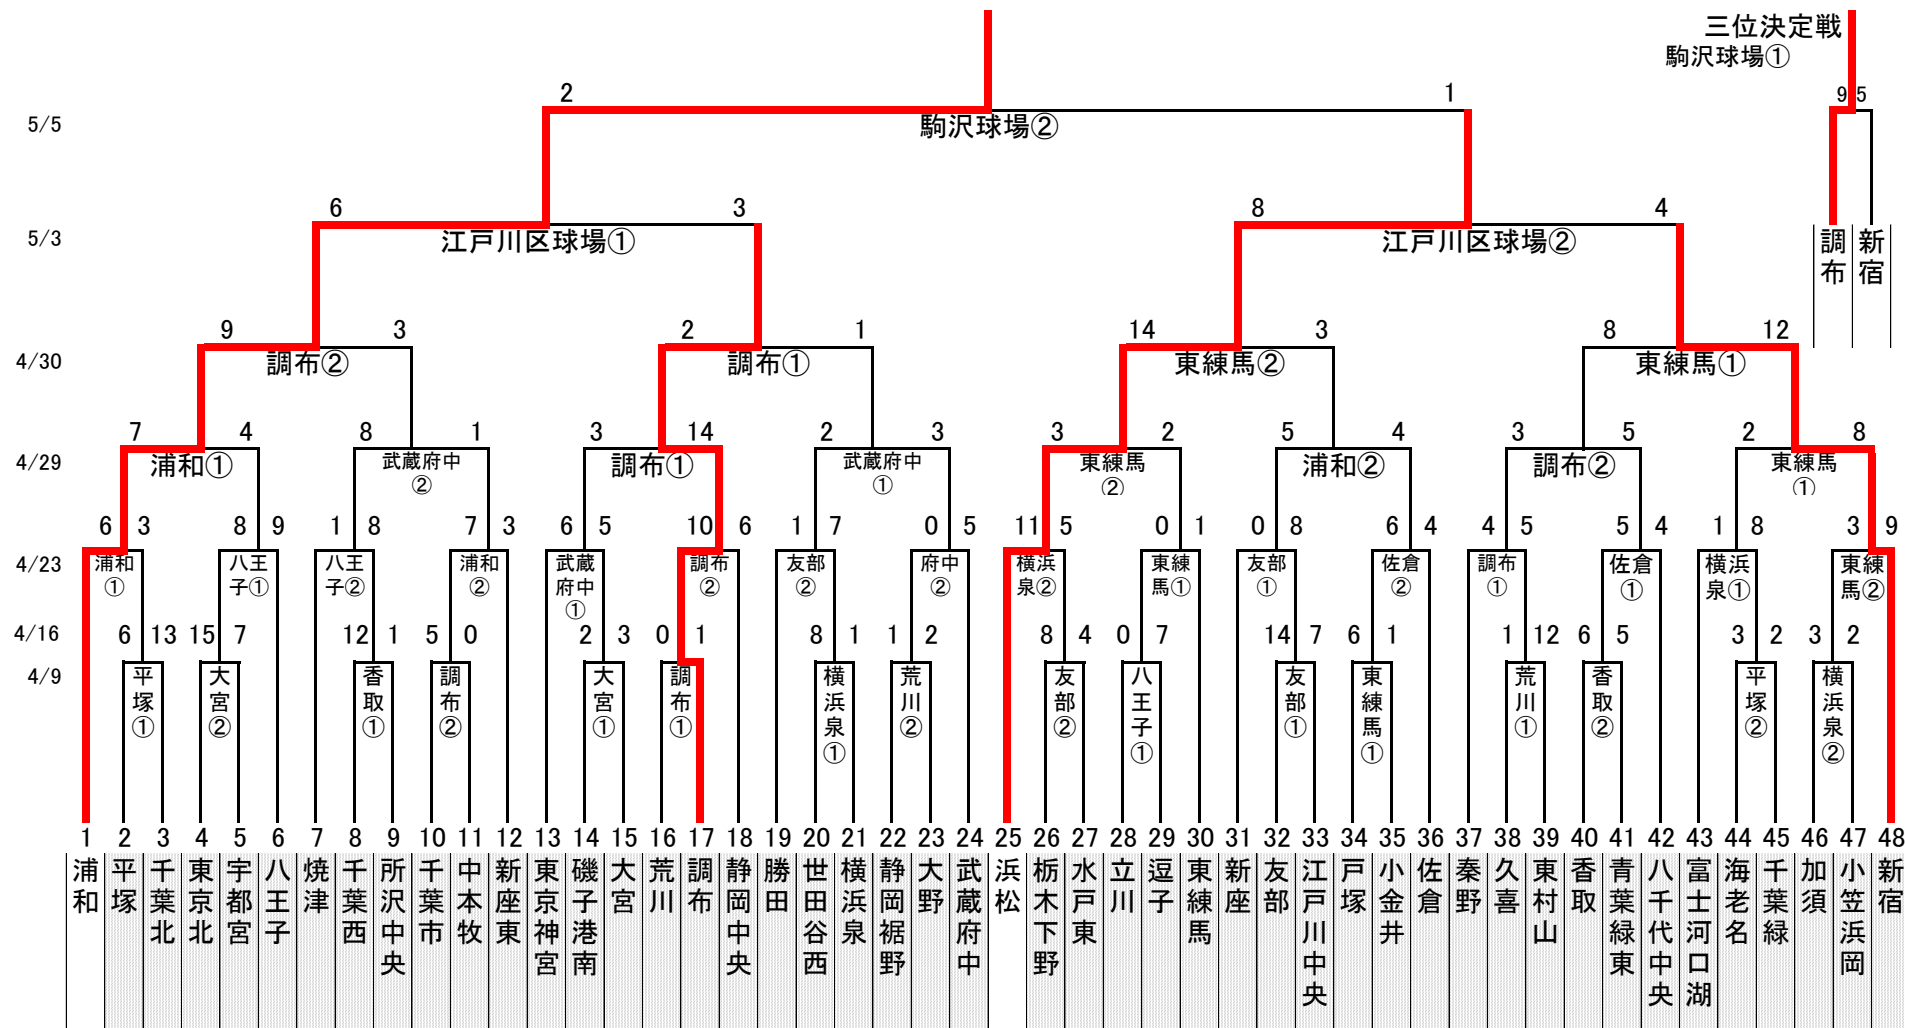 三位決定戦
駒沢球場①
2 1 9 5
5/5
駒沢球場②
6 3 8 4
5/3
江戸川区球場① 江戸川区球場②
調布 新宿
9 3 2 1 14 3 8 12
4/30
調布② 調布① 東練馬② 東練馬①
7 4 8 1 3 14 2 3 3 2 5 4 3 5 2 8
4/29
浦和① 武蔵府中② 調布① 武蔵府中① 東練馬② 浦和② 調布② 東練馬①
6 3 8 9 1 8 7 3 6 5 10 6 1 7 0 5 11 5 0 1 0 8 6 4 4 5 5 4 1 8 3 9
4/23
浦和① 八王子① 八王子② 浦和② 武蔵府中① 調布② 友部② 府中② 横浜泉② 東練馬① 友部① 佐倉② 調布① 佐倉① 横浜泉① 東練馬②
4/16
6 13 15 7 12 1 5 0 2 3 0 1 8 1 1 2 8 4 0 7 14 7 6 1 1 12 6 5 3 2 3 2
4/9
平塚① 大宮② 香取① 調布② 大宮① 調布① 横浜泉① 荒川② 友部② 八王子① 友部① 東練馬① 荒川① 香取② 平塚② 横浜泉②
1 2 3 4 5 6 7 8 9 10 11 12 13 14 15 16 17 18 19 20 21 22 23 24 25 26 27 28 29 30 31 32 33 34 35 36 37 38 39 40 41 42 43 44 45 46 47 48
浦和
平塚
千葉北
東京北
宇都宮
八王子
焼津
千葉西
所沢中央
千葉市
中本牧
新座東
東京神宮
磯子港南
大宮
荒川
調布
静岡中央
勝田
世田谷西
横浜泉
静岡裾野
大野
武蔵府中
浜松
栃木下野
水戸東
立川
逗子
東練馬
新座
友部
江戸川中央
戸塚
小金井
佐倉
秦野
久喜
東村山
香取
青葉緑東
八千代中央
富士河口湖
海老名
千葉緑
加須
小笠浜岡
新宿